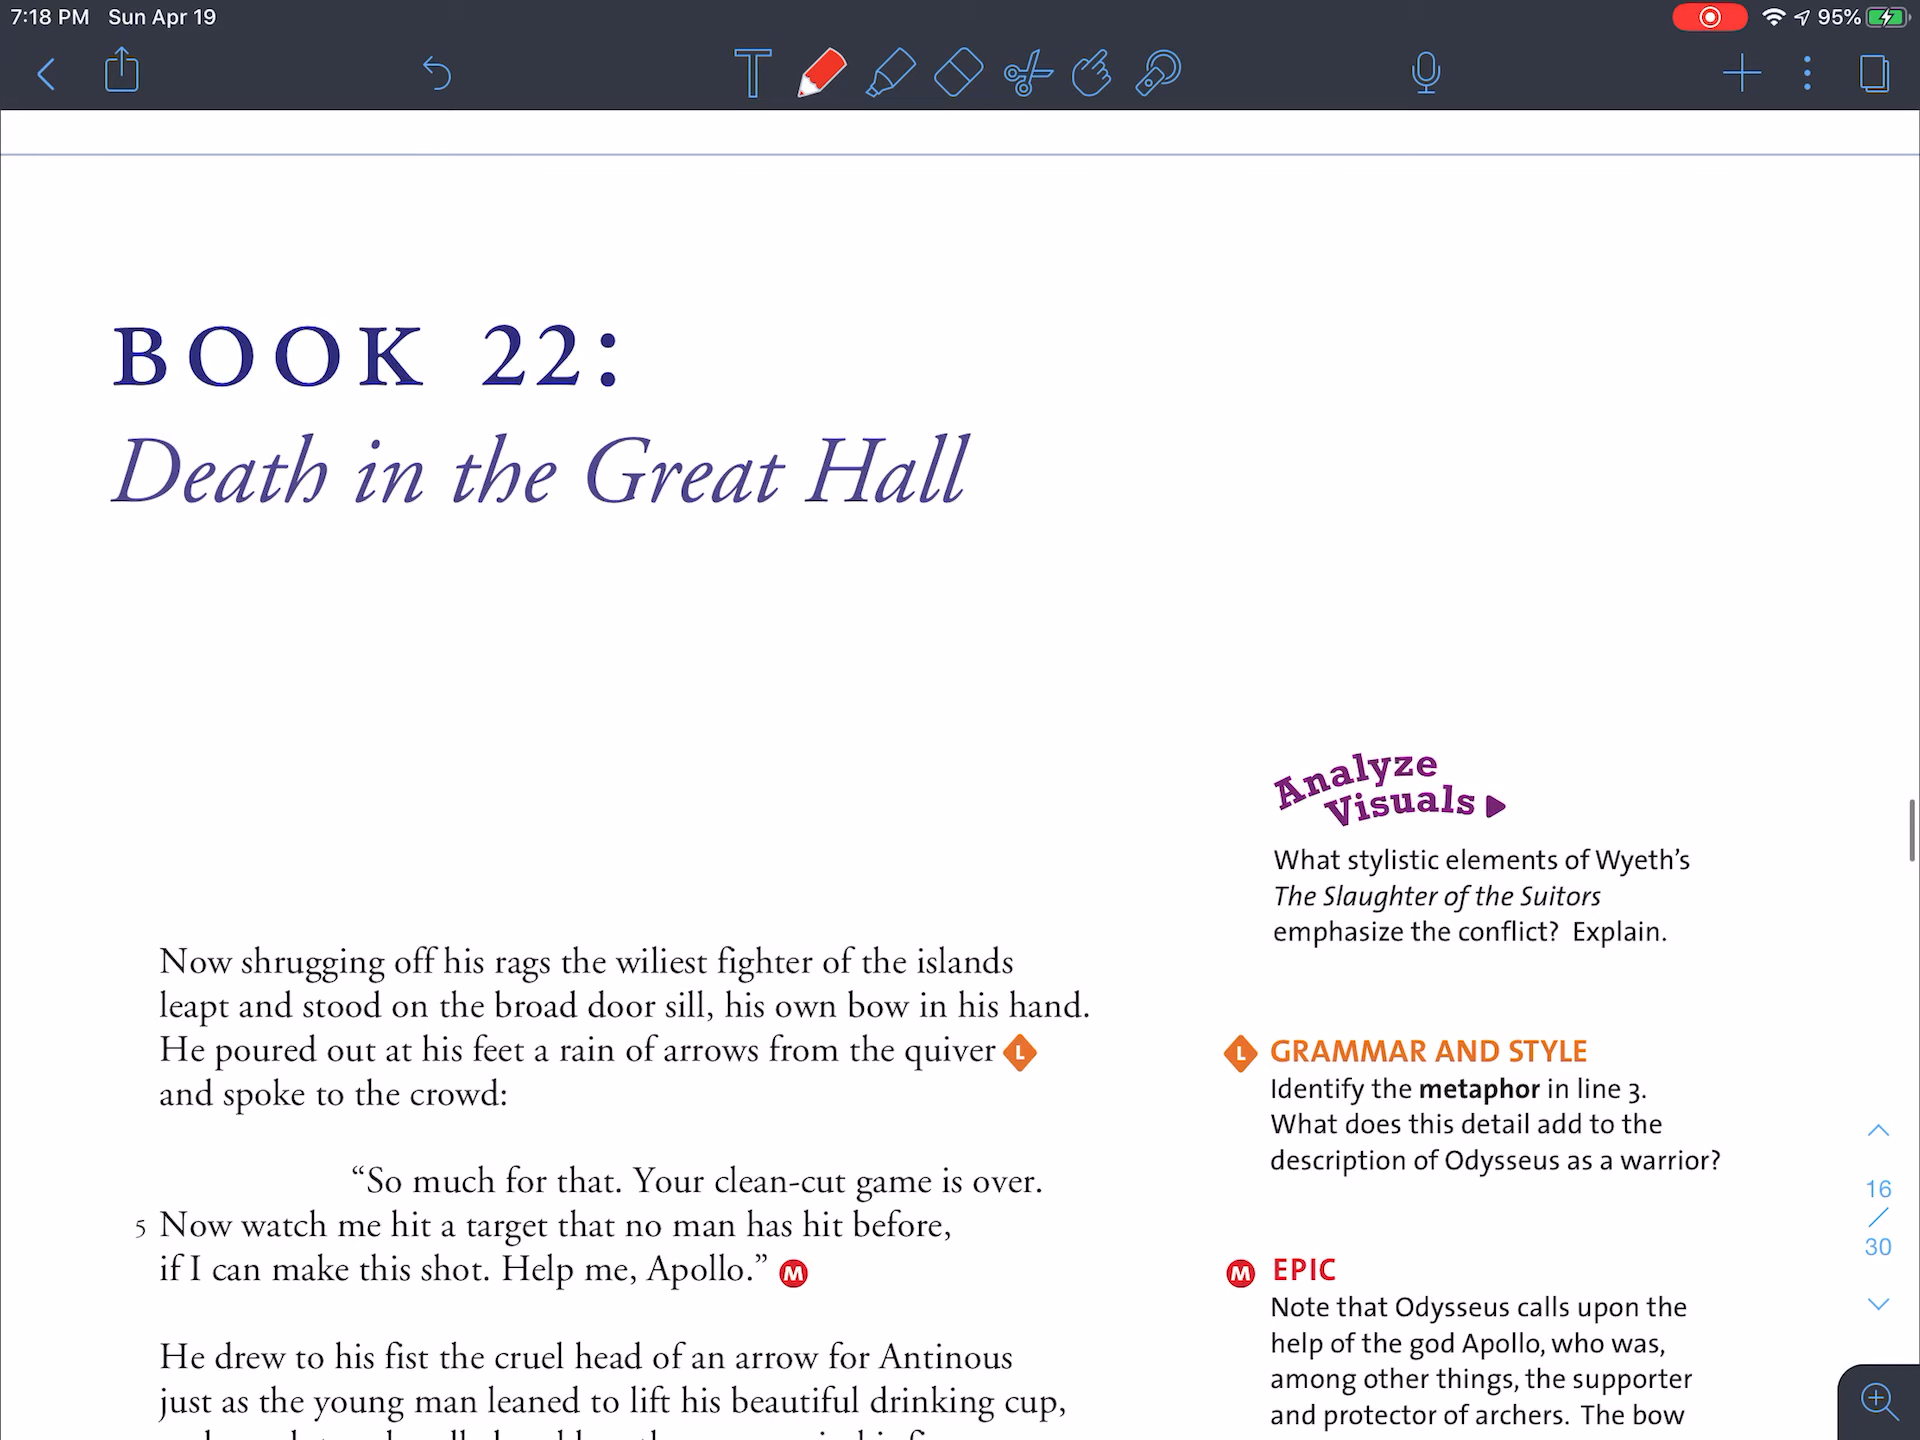 7:18 PM Sun Apr 19
95%
T
BOOK 22:
Death in the Great Hall
Analyze
Visuals
What stylistic elements of Wyeth’s
The Slaughter of the Suitors
emphasize the conflict? Explain.
Now shrugging off his rags the wiliest fighter of the islands
leapt and stood on the broad door sill, his own bow in his hand.
He poured out at his feet a rain of arrows from the quiver L
and spoke to the crowd:
“So much for that. Your clean-cut game is over.
5 Now watch me hit a target that no man has hit before,
if I can make this shot. Help me, Apollo.” M
He drew to his fist the cruel head of an arrow for Antinous
just as the young man leaned to lift his beautiful drinking cup,
L GRAMMAR AND STYLE
Identify the metaphor in line 3.
What does this detail add to the
description of Odysseus as a warrior?
M EPIC
Note that Odysseus calls upon the
help of the god Apollo, who was,
among other things, the supporter
and protector of archers. The bow
16
/
30